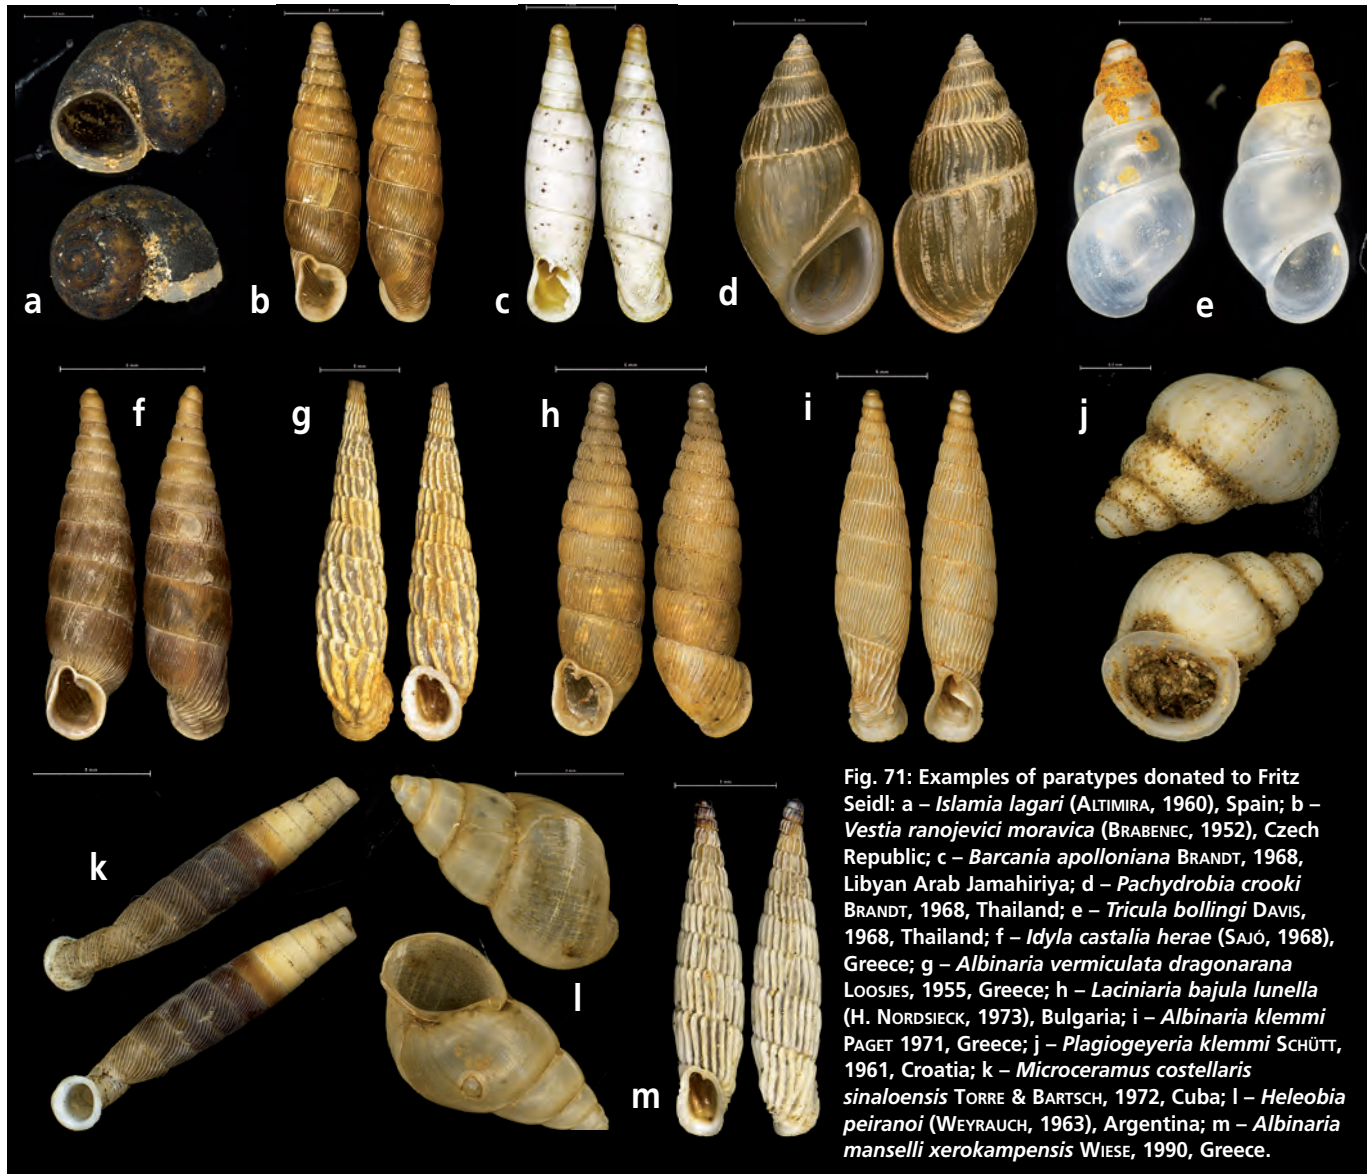 a
b
c
d
e
f
g
h
i
j
k
l
m
Fig. 71: Examples of paratypes donated to Fritz
Seidl: a – Islamia lagari (ALTIMIRA, 1960), Spain; b –
Vestia ranojevici moravica (BRABENEC, 1952), Czech
Republic; c – Barcania apolloniana BRANDT, 1968,
Libyan Arab Jamahiriya; d – Pachydrobia crooki
BRANDT, 1968, Thailand; e – Tricula bollingi DAVIS,
1968, Thailand; f – Idyla castalia herae (SAJÓ, 1968),
Greece; g – Albinaria vermiculata dragonarana
LOOSJES, 1955, Greece; h – Laciniaria bajula lunella
(H. NORDSIECK, 1973), Bulgaria; i – Albinaria klemmi
PAGET 1971, Greece; j – Plagiogeyeria klemmi SCHÜTT,
1961, Croatia; k – Microceramus costellaris
sinaloensis TORRE & BARTSCH, 1972, Cuba; l – Heleobia
peiranoi (WEYRAUCH, 1963), Argentina; m – Albinaria
manselli xerokampensis WIESE, 1990, Greece.